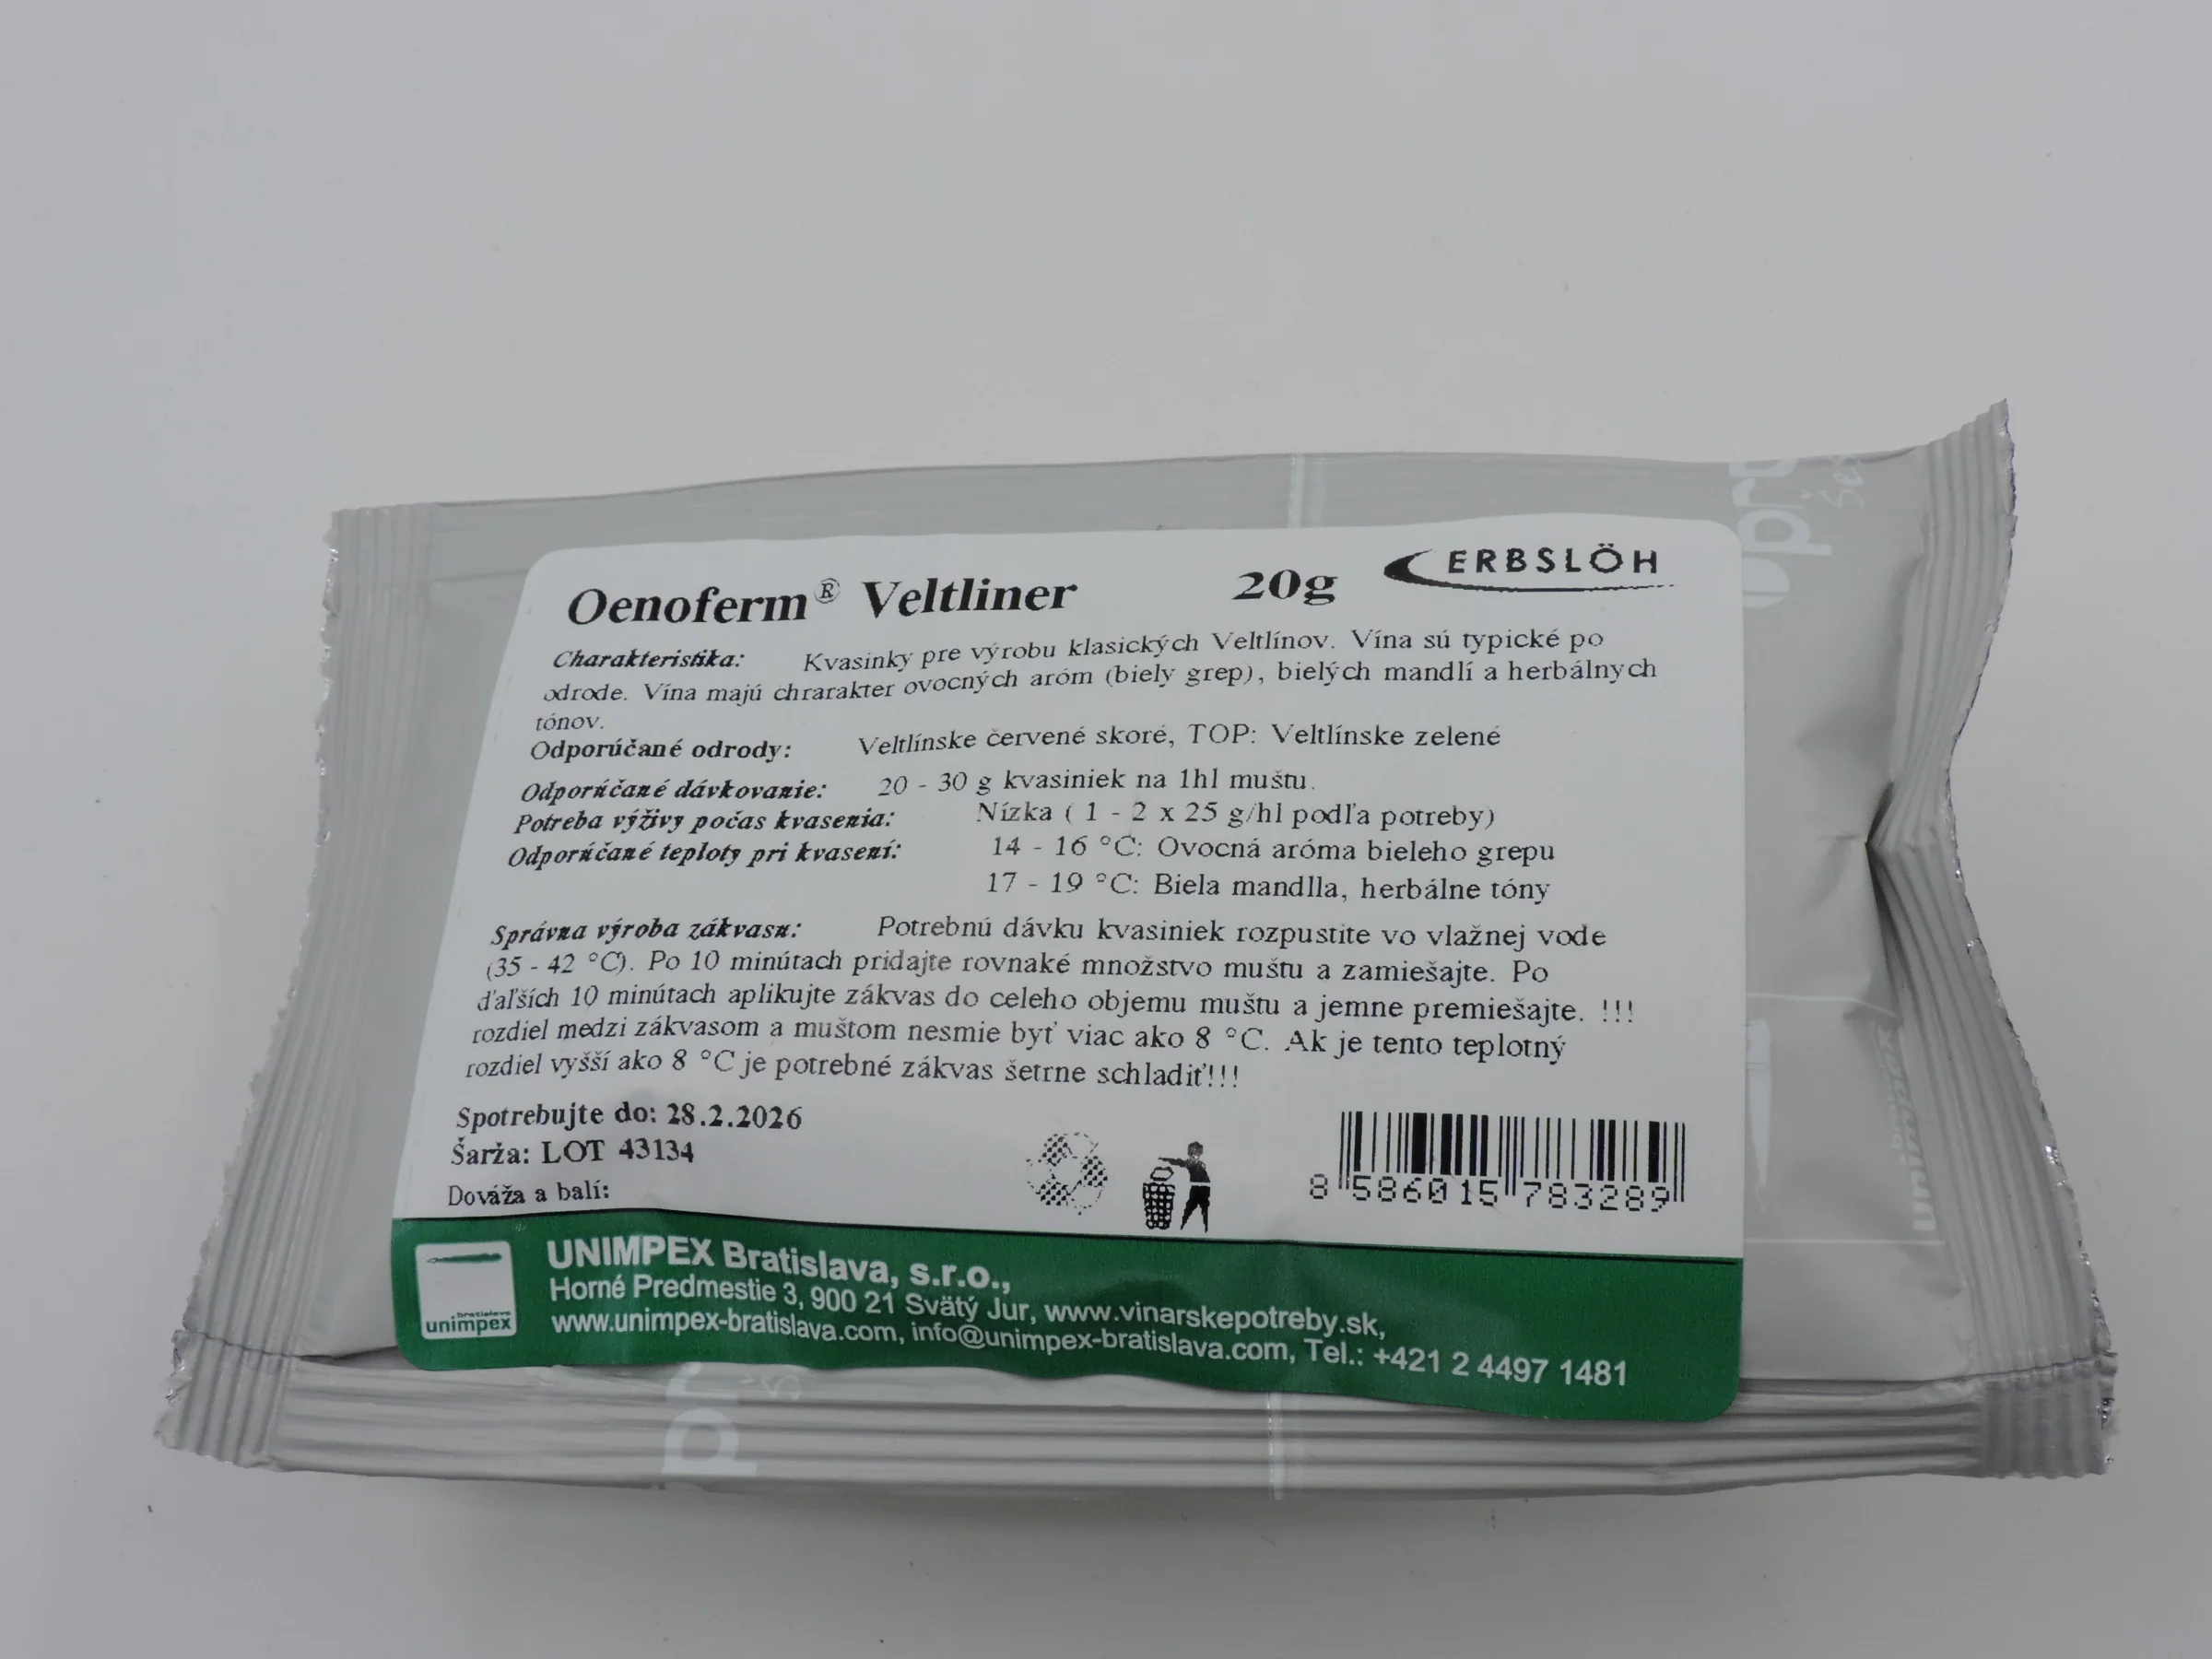 Oenoferm® Veltliner 20g ERBSLÖH
Charakteristika: Kvasinky pre výrobu klasických Veltlínov. Vína sú typické po
odrode. Vína majú chrarakter ovocných aróm (biely grep), bielých mandlí a herbálnych
tónov.
Odporúčané odrody: Veltlínske červené skoré, TOP: Veltlínske zelené
Odporúčané dávkovanie: 20 - 30 g kvasiniek na 1hl muštu.
Potreba výživy počas kvasenia: Nízka ( 1 - 2 x 25 g/hl podľa potreby)
Odporúčané teploty pri kvasení: 14 - 16 °C: Ovocná aróma bieleho grepu
17 - 19 °C: Biela mandlla, herbálne tóny
Správna výroba zákvasu: Potrebnú dávku kvasiniek rozpustite vo vlažnej vode
(35 - 42 °C). Po 10 minútach pridajte rovnaké množstvo muštu a zamiešajte. Po
ďaľších 10 minútach aplikujte zákvas do celeho objemu muštu a jemne premiešajte. !!!
rozdiel medzi zákvasom a muštom nesmie byť viac ako 8 °C. Ak je tento teplotný
rozdiel vyšší ako 8 °C je potrebné zákvas šetrne schladiť!!!
Spotrebujte do: 28.2.2026
Šarža: LOT 43134
Dováža a balí:
8 586015 783289
bratislava
unimpex
UNIMPEX Bratislava, s.r.o.,
Horné Predmestie 3, 900 21 Svätý Jur, www.vinarskepotreby.sk,
www.unimpex-bratislava.com, info@unimpex-bratislava.com, Tel.: +421 2 4497 1481